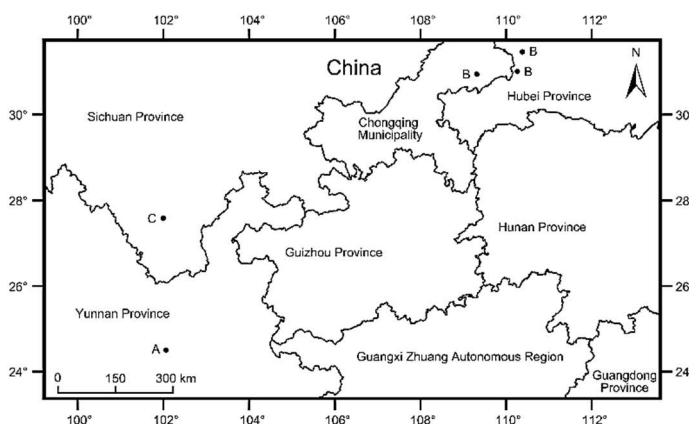 100° 102° 104° 106° 108° 110° 112°
China
N
B
B
B
30° 30°
Sichuan Province
Hubei Province
Chongqing
Municipality
28° 28°
C
Hunan Province
Guizhou Province
26° 26°
Yunnan Province
A
Guangxi Zhuang Autonomous Region
0 150 300 km
24° 24°
Guangdong
Province
100° 102° 104° 106° 108° 110° 112°